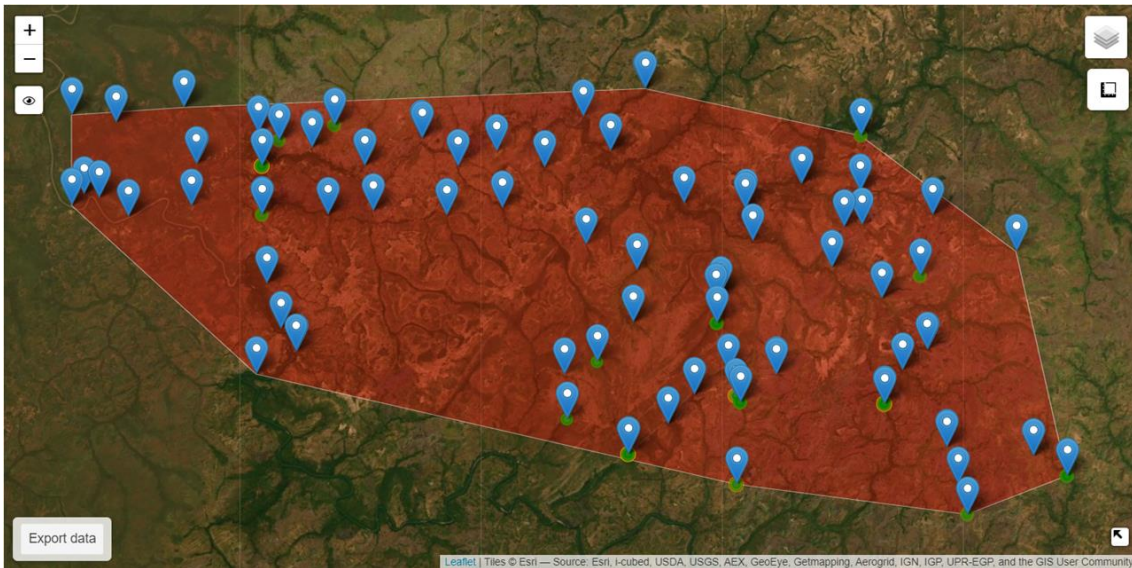 +
−
Export data
Leaflet | Tiles © Esri — Source: Esri, i-cubed, USDA, USGS, AEX, GeoEye, Getmapping, Aerogrid, IGN, IGP, UPR-EGP, and the GIS User Community